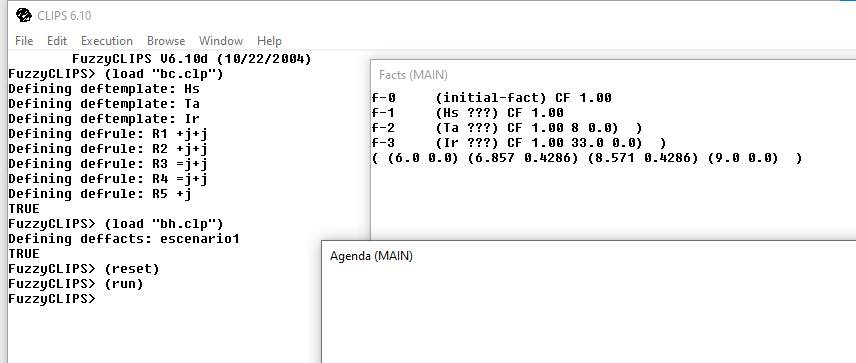 CLIPS 6.10
File Edit Execution Browse Window Help
FuzzyCLIPS V6.10d (10/22/2004)
FuzzyCLIPS> (load "bc.clp")
Defining deftemplate: Hs
Defining deftemplate: Ta
Defining deftemplate: Ir
Defining defrule: R1 +j+j
Defining defrule: R2 +j+j
Defining defrule: R3 =j+j
Defining defrule: R4 =j+j
Defining defrule: R5 +j
TRUE
FuzzyCLIPS> (load "bh.clp")
Defining deffacts: escenario1
TRUE
FuzzyCLIPS> (reset)
FuzzyCLIPS> (run)
FuzzyCLIPS>
Facts (MAIN)
f-0 (initial-fact) CF 1.00
f-1 (Hs ???) CF 1.00
f-2 (Ta ???) CF 1.00 8 0.0) )
f-3 (Ir ???) CF 1.00 33.0 0.0) )
( (6.0 0.0) (6.857 0.4286) (8.571 0.4286) (9.0 0.0) )
Agenda (MAIN)